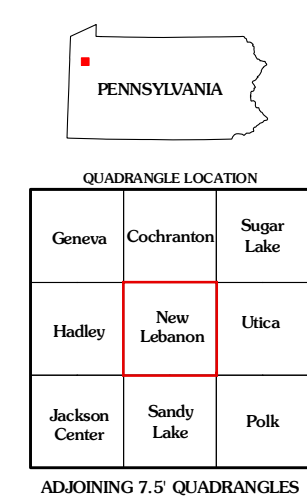 PENNSYLVANIA
QUADRANGLE LOCATION
Geneva
Cochranton
Sugar
Lake
Hadley
New
Lebanon
Utica
Jackson
Center
Sandy
Lake
Polk
ADJOINING 7.5' QUADRANGLES